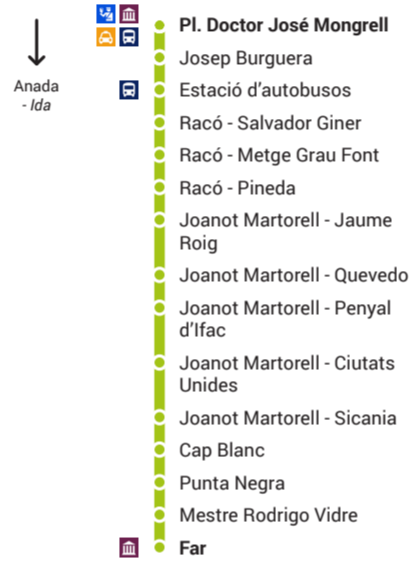 Anada
- Ida
Pl. Doctor José Mongrell
Josep Burguera
Estació d'autobusos
Racó - Salvador Giner
Racó - Metge Grau Font
Racó - Pineda
Joanot Martorell - Jaume
Roig
Joanot Martorell - Quevedo
Joanot Martorell - Penyal
d'Ifac
Joanot Martorell - Ciutats
Unides
Joanot Martorell - Sicania
Cap Blanc
Punta Negra
Mestre Rodrigo Vidre
Far